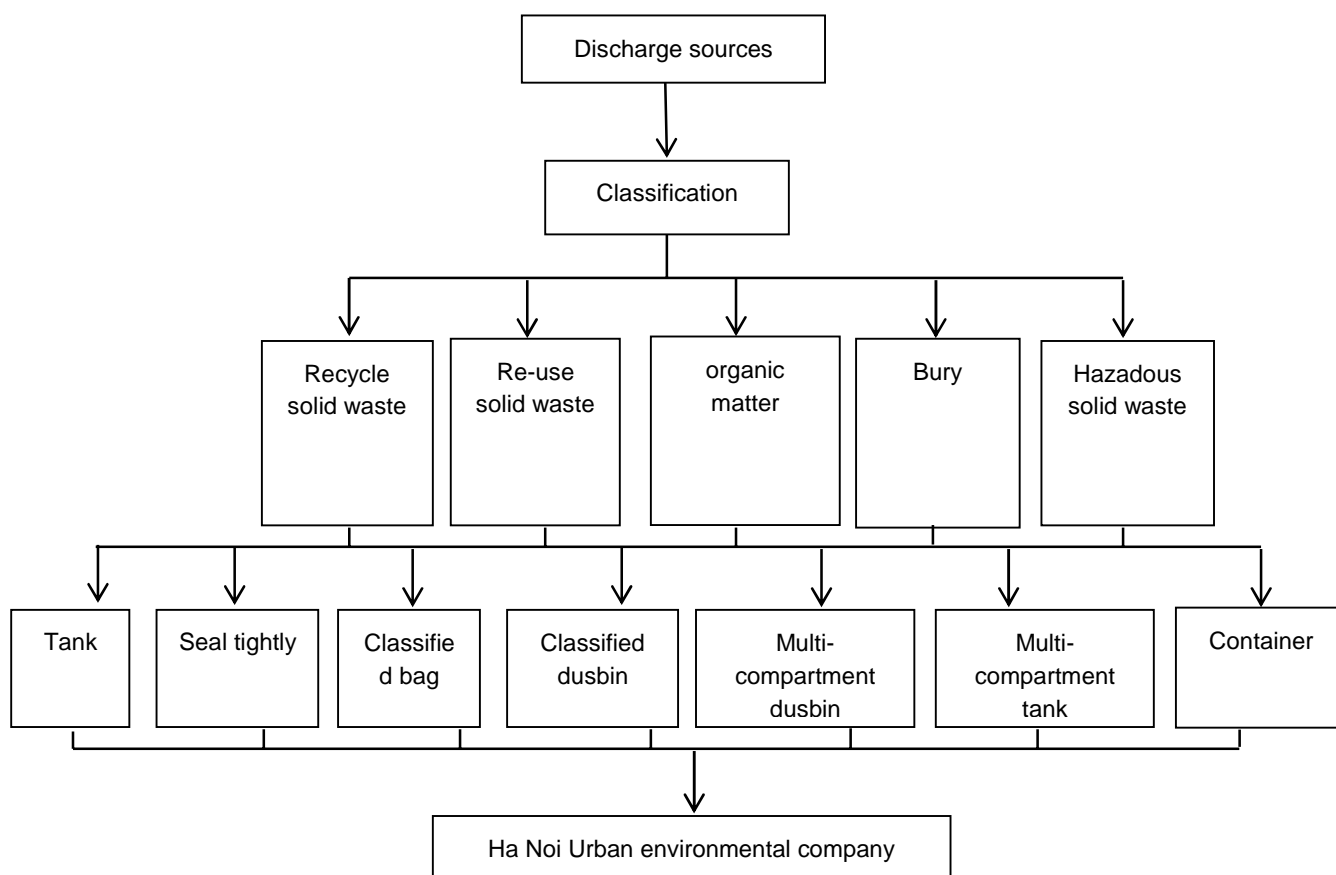 Discharge sources
Classification
Recycle
solid waste
Re-use
solid waste
organic
matter
Bury
Hazadous
solid waste
Tank
Seal tightly
Classifie
d bag
Classified
dusbin
Multi-
compartment
dusbin
Multi-
compartment
tank
Container
Ha Noi Urban environmental company